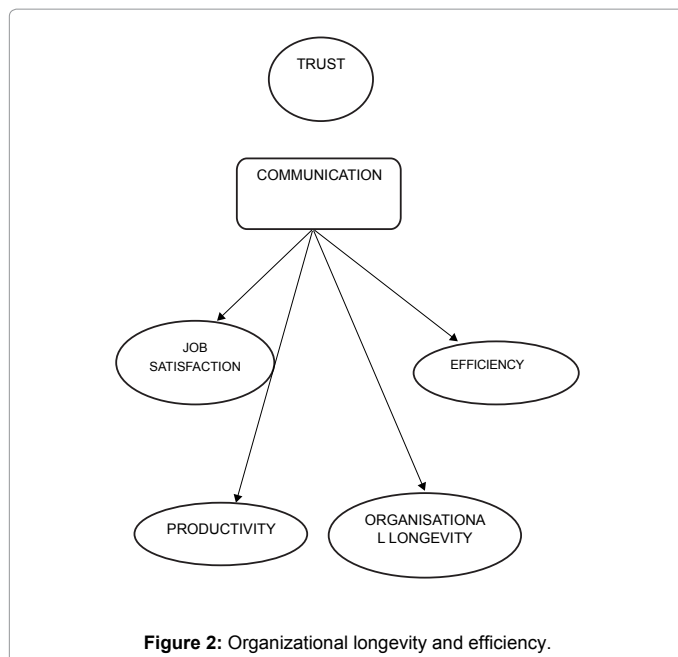 TRUST
COMMUNICATION
JOB
SATISFACTION
EFFICIENCY
PRODUCTIVITY
ORGANISATIONA
L LONGEVITY
Figure 2: Organizational longevity and efficiency.